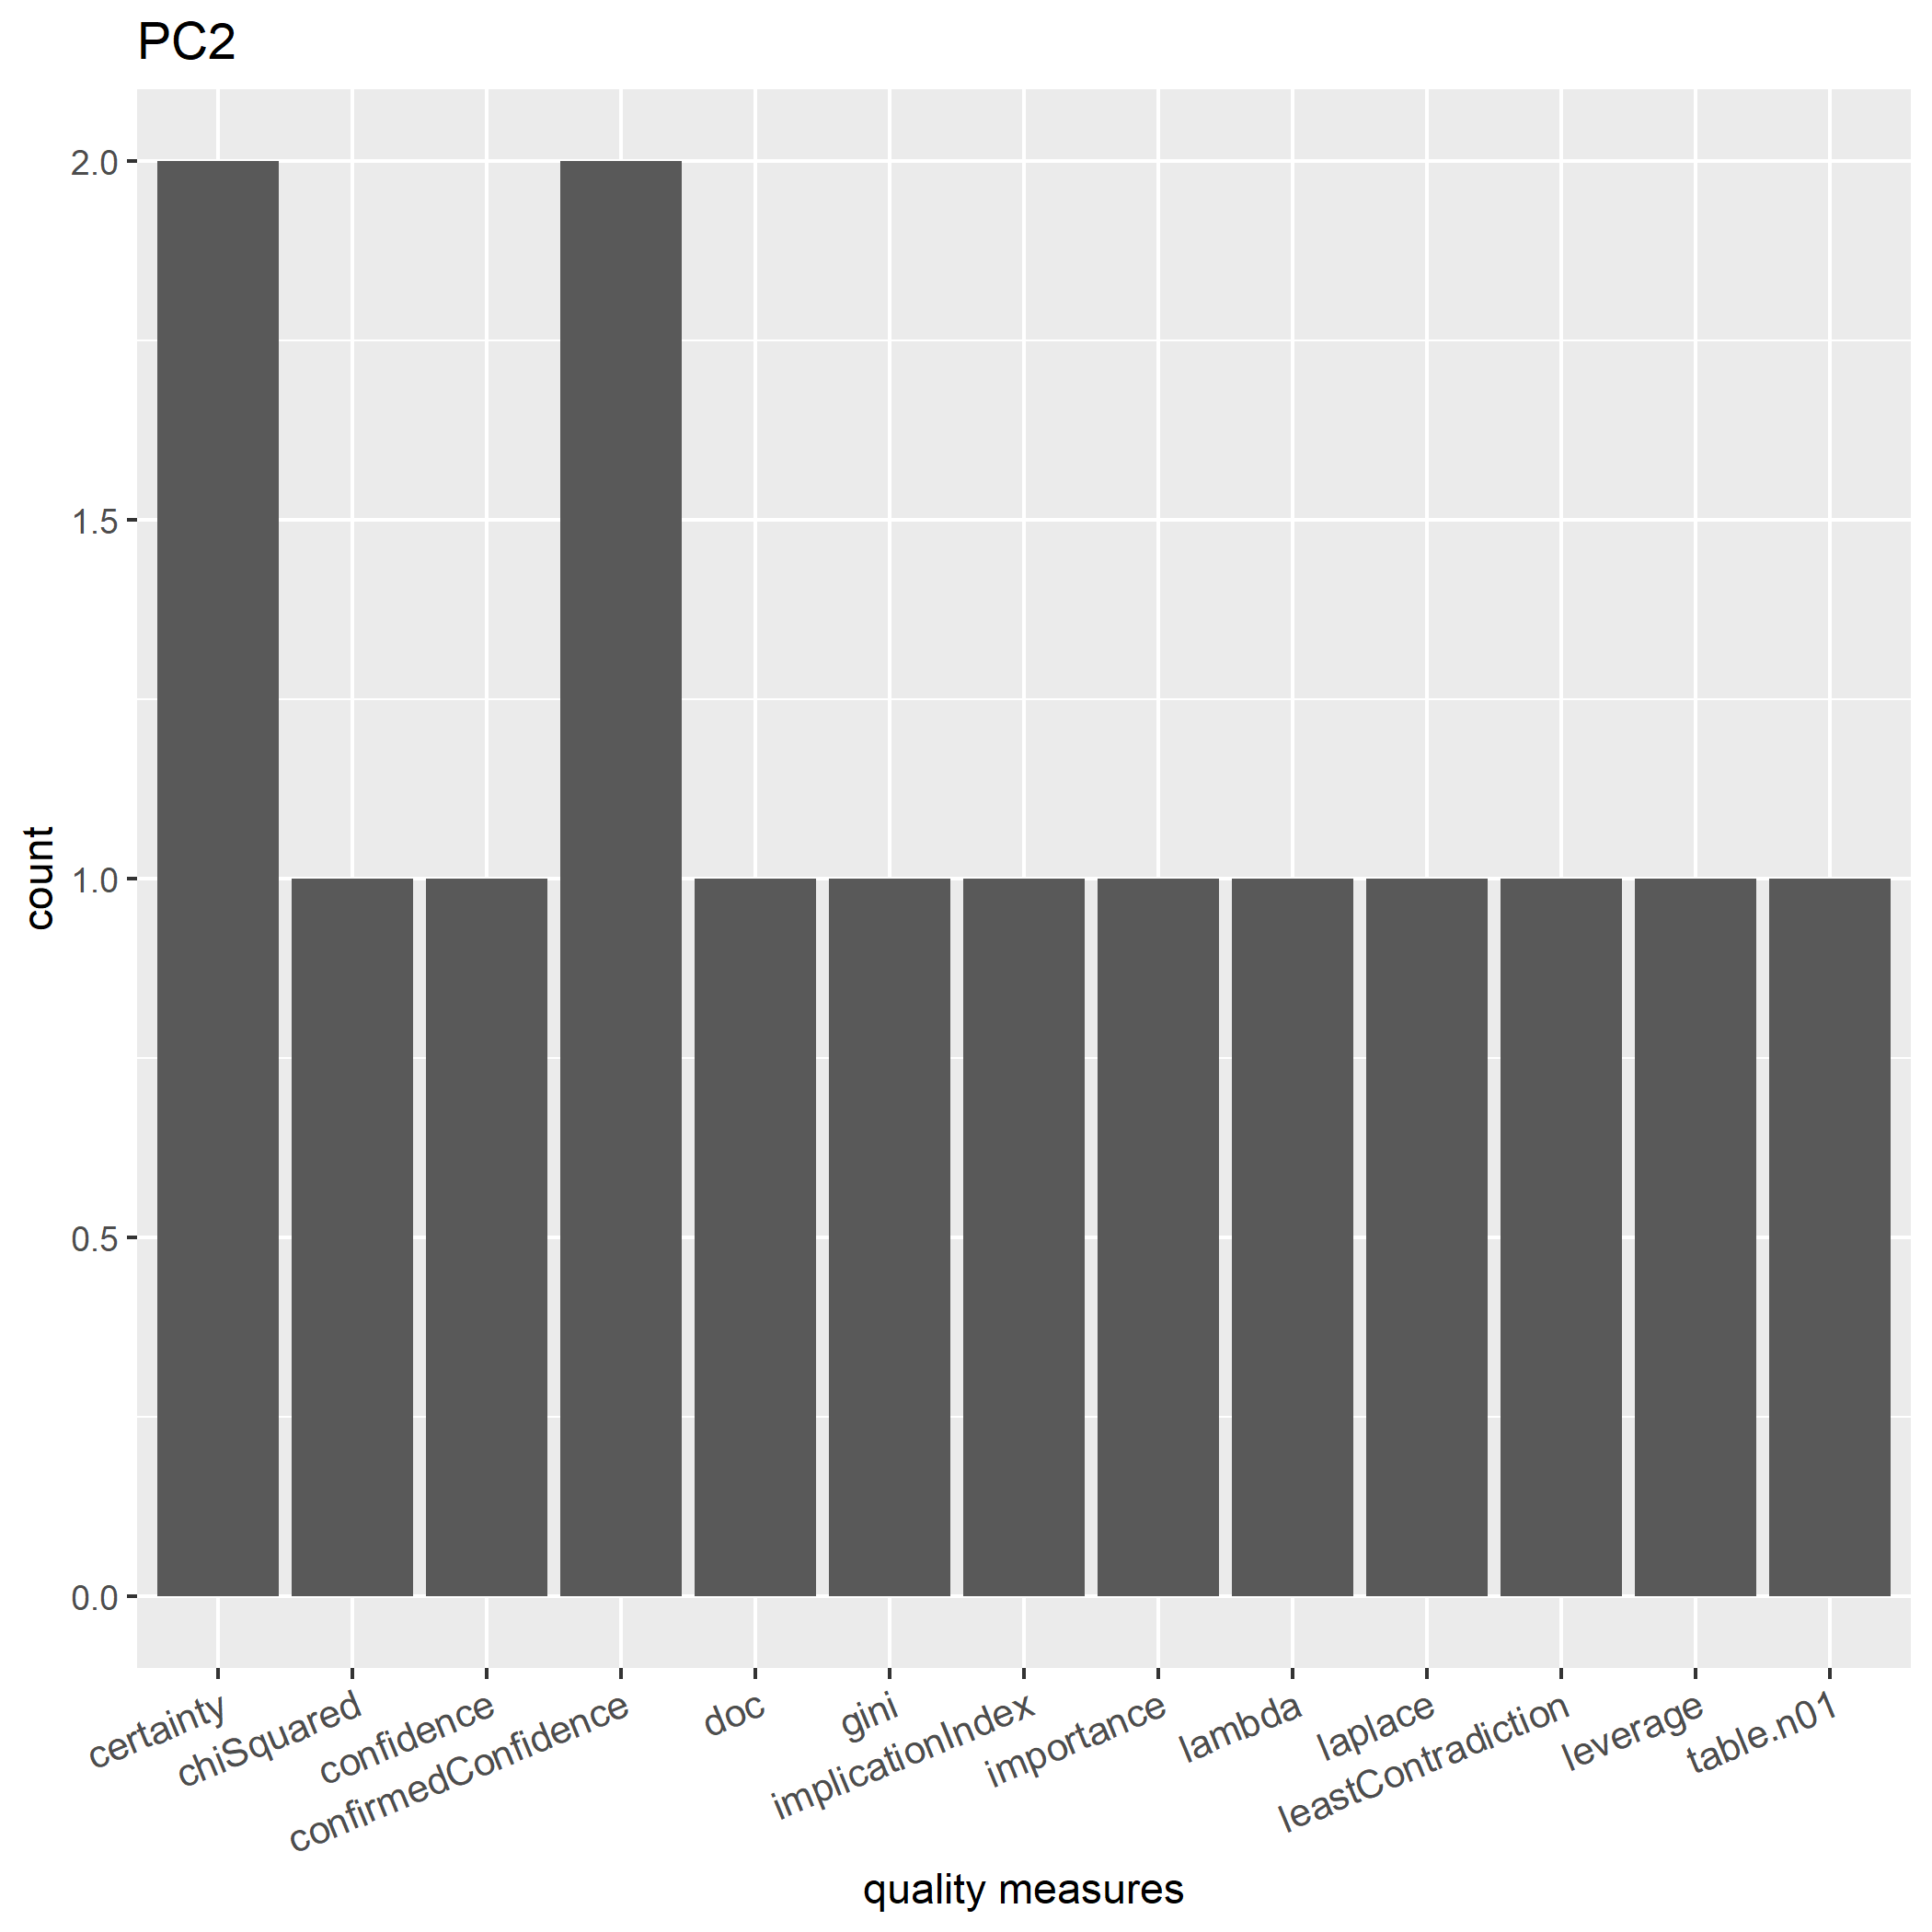 PC2
2.0
1.5
1.0
0.5
0.0
count
certainty
chiSquared
confidence
confirmedConfidence
doc
gini
implicationIndex
importance
lambda
laplace
leastContradiction
leverage
table.n01
quality measures